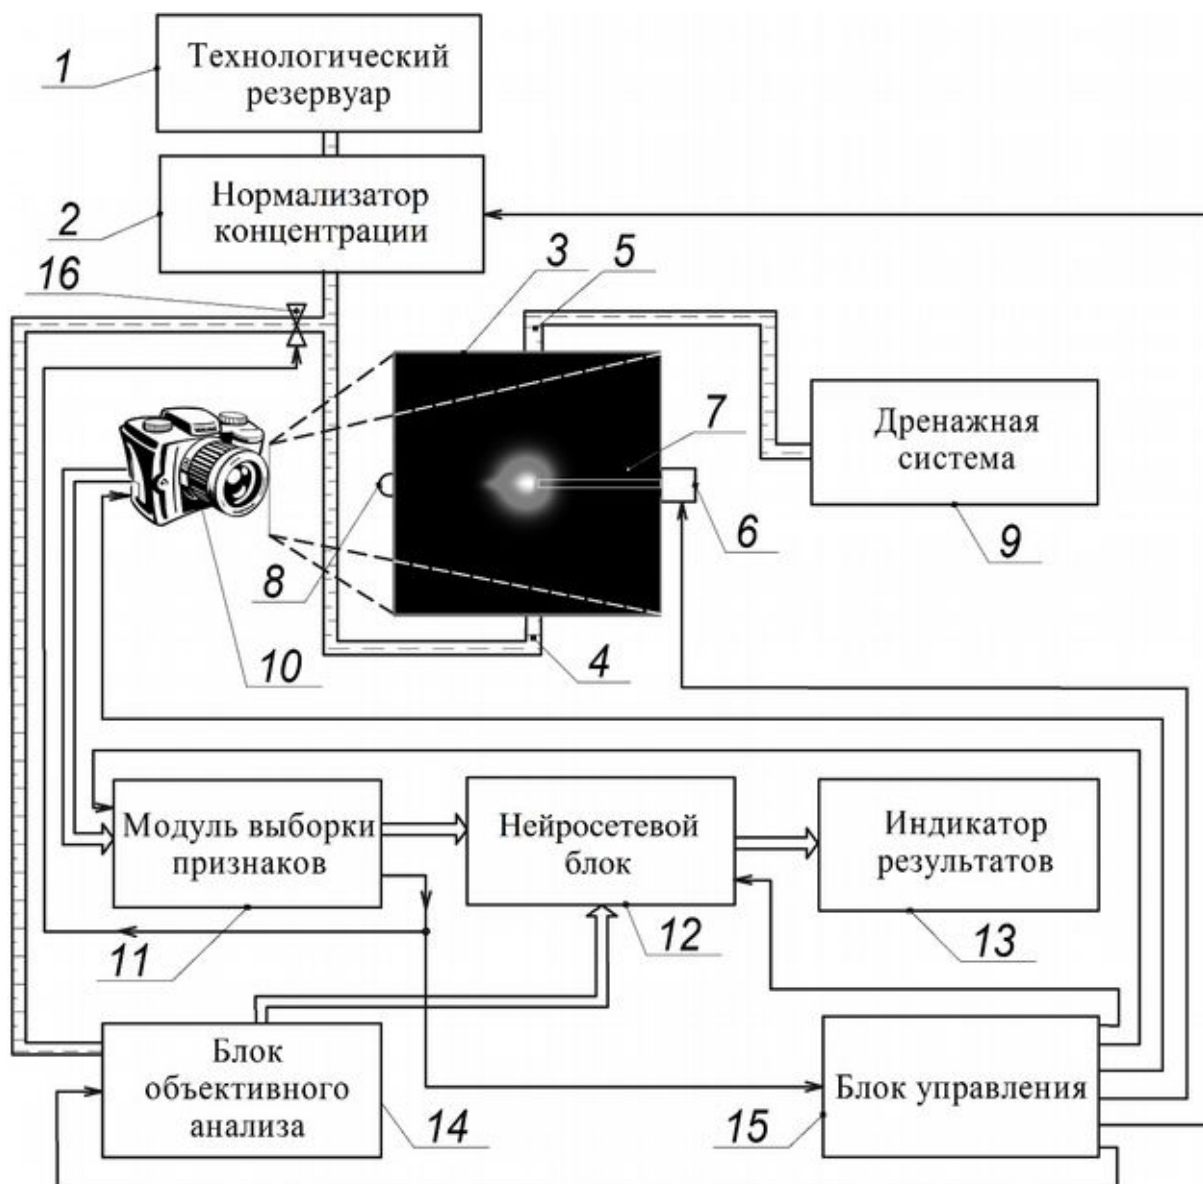 1
Технологический
резервуар
2
Нормализатор
концентрации
16
3
5
7
Дренажная
система
8
6
9
10
4
Модуль выборки
признаков
Нейросетевой
блок
Индикатор
результатов
11
12
13
Блок
объективного
анализа
14
15
Блок управления